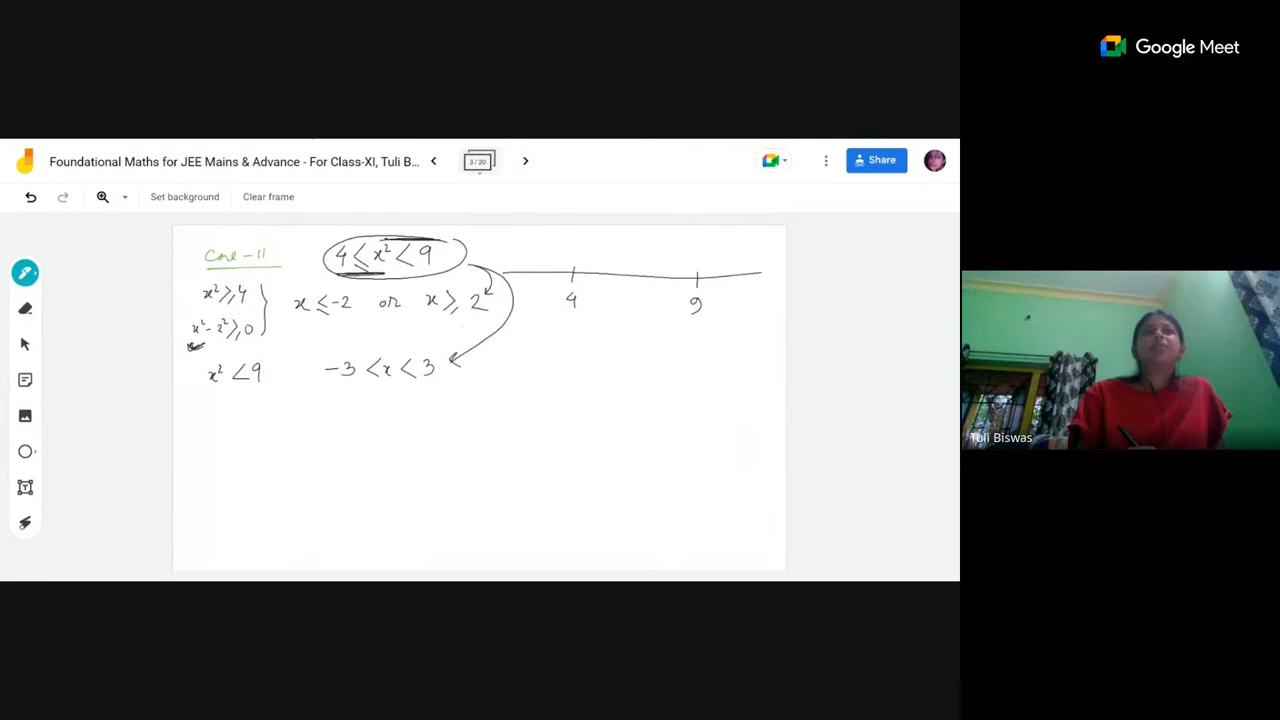 Google Meet
Foundational Maths for JEE Mains & Advance - For Class-XI, Tuli B...
3 / 20
Share
Set background
Clear frame
Case - II
4 ≤ x² < 9
x² ≥ 4
x ≤ -2 or x ≥ 2
4 9
x² - 2² ≥ 0
x² < 9
-3 < x < 3
Tuli Biswas